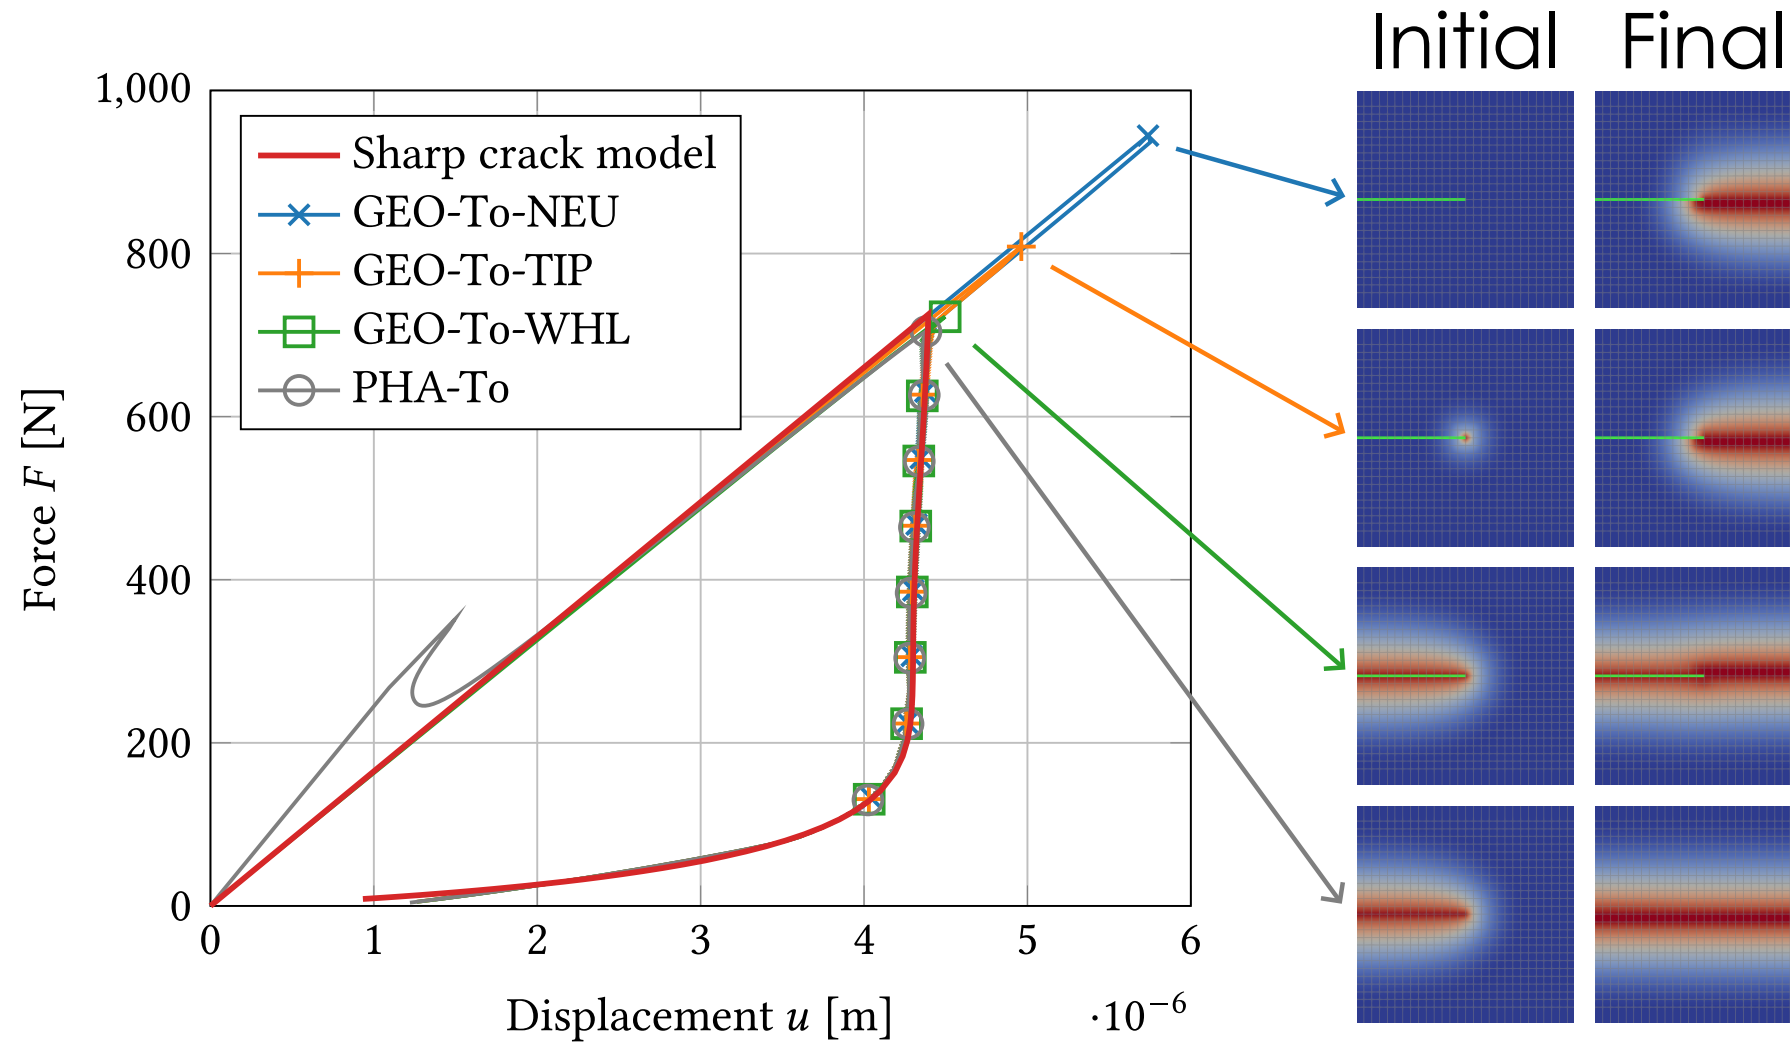 Initial Final
1,000
800
600
400
200
0
Force F [N]
Sharp crack model
GEO-To-NEU
GEO-To-TIP
GEO-To-WHL
PHA-To
0 1 2 3 4 5 6
Displacement u [m]
·10⁻⁶